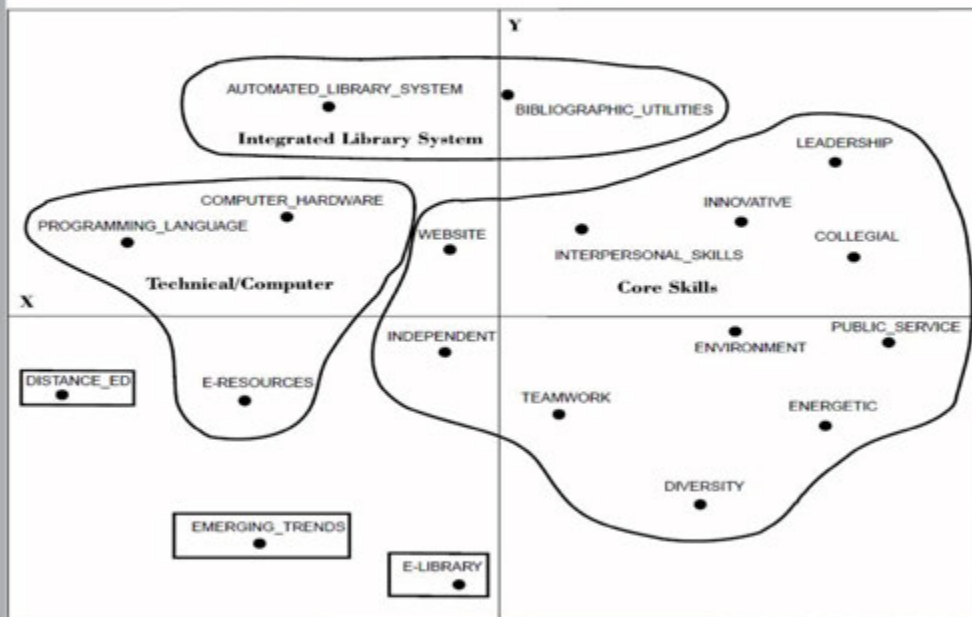 Y
AUTOMATED_LIBRARY_SYSTEM
BIBLIOGRAPHIC_UTILITIES
Integrated Library System
LEADERSHIP
COMPUTER_HARDWARE
INNOVATIVE
PROGRAMMING_LANGUAGE
WEBSITE
COLLEGIAL
INTERPERSONAL_SKILLS
Technical/Computer
Core Skills
X
PUBLIC_SERVICE
INDEPENDENT
ENVIRONMENT
DISTANCE_ED
E-RESOURCES
TEAMWORK
ENERGETIC
DIVERSITY
EMERGING_TRENDS
E-LIBRARY